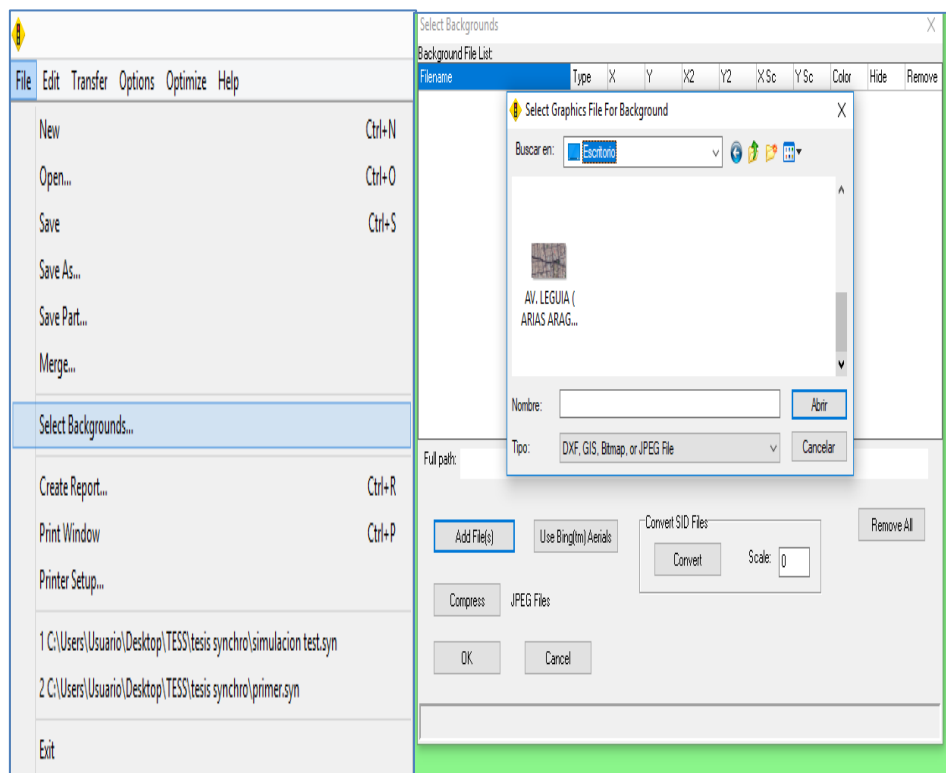 File Edit Transfer Options Optimize Help
New Ctrl+N
Open... Ctrl+O
Save Ctrl+S
Save As...
Save Part...
Merge...
Select Backgrounds...
Create Report... Ctrl+R
Print Window Ctrl+P
Printer Setup...
1 C:\Users\Usuario\Desktop\TESS\tesis synchro\simulacion test.syn
2 C:\Users\Usuario\Desktop\TESS\tesis synchro\primer.syn
Exit
Select Backgrounds
Background File List:
Filename Type X Y X2 Y2 X Sc Y Sc Color Hide Remove
Select Graphics File For Background
Buscar en: Escritorio
AV. LEGUIA (
ARIAS ARAG...
Nombre: Abrir
Tipo: DXF, GIS, Bitmap, or JPEG File Cancelar
Full path:
Add File(s) Use Bing(tm) Aerials Convert SID Files Remove All
Convert Scale: 0
Compress JPEG Files
OK Cancel